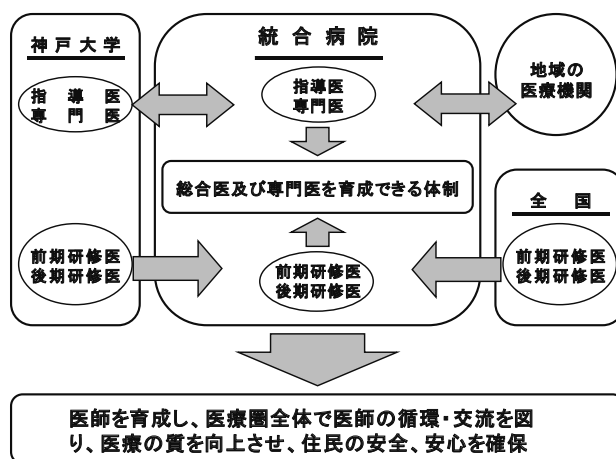 神戸大学
指導医
専門医
前期研修医
後期研修医
統合病院
指導医
専門医
総合医及び専門医を育成できる体制
前期研修医
後期研修医
地域の
医療機関
全国
前期研修医
後期研修医
医師を育成し、医療圏全体で医師の循環・交流を図
り、医療の質を向上させ、住民の安全、安心を確保